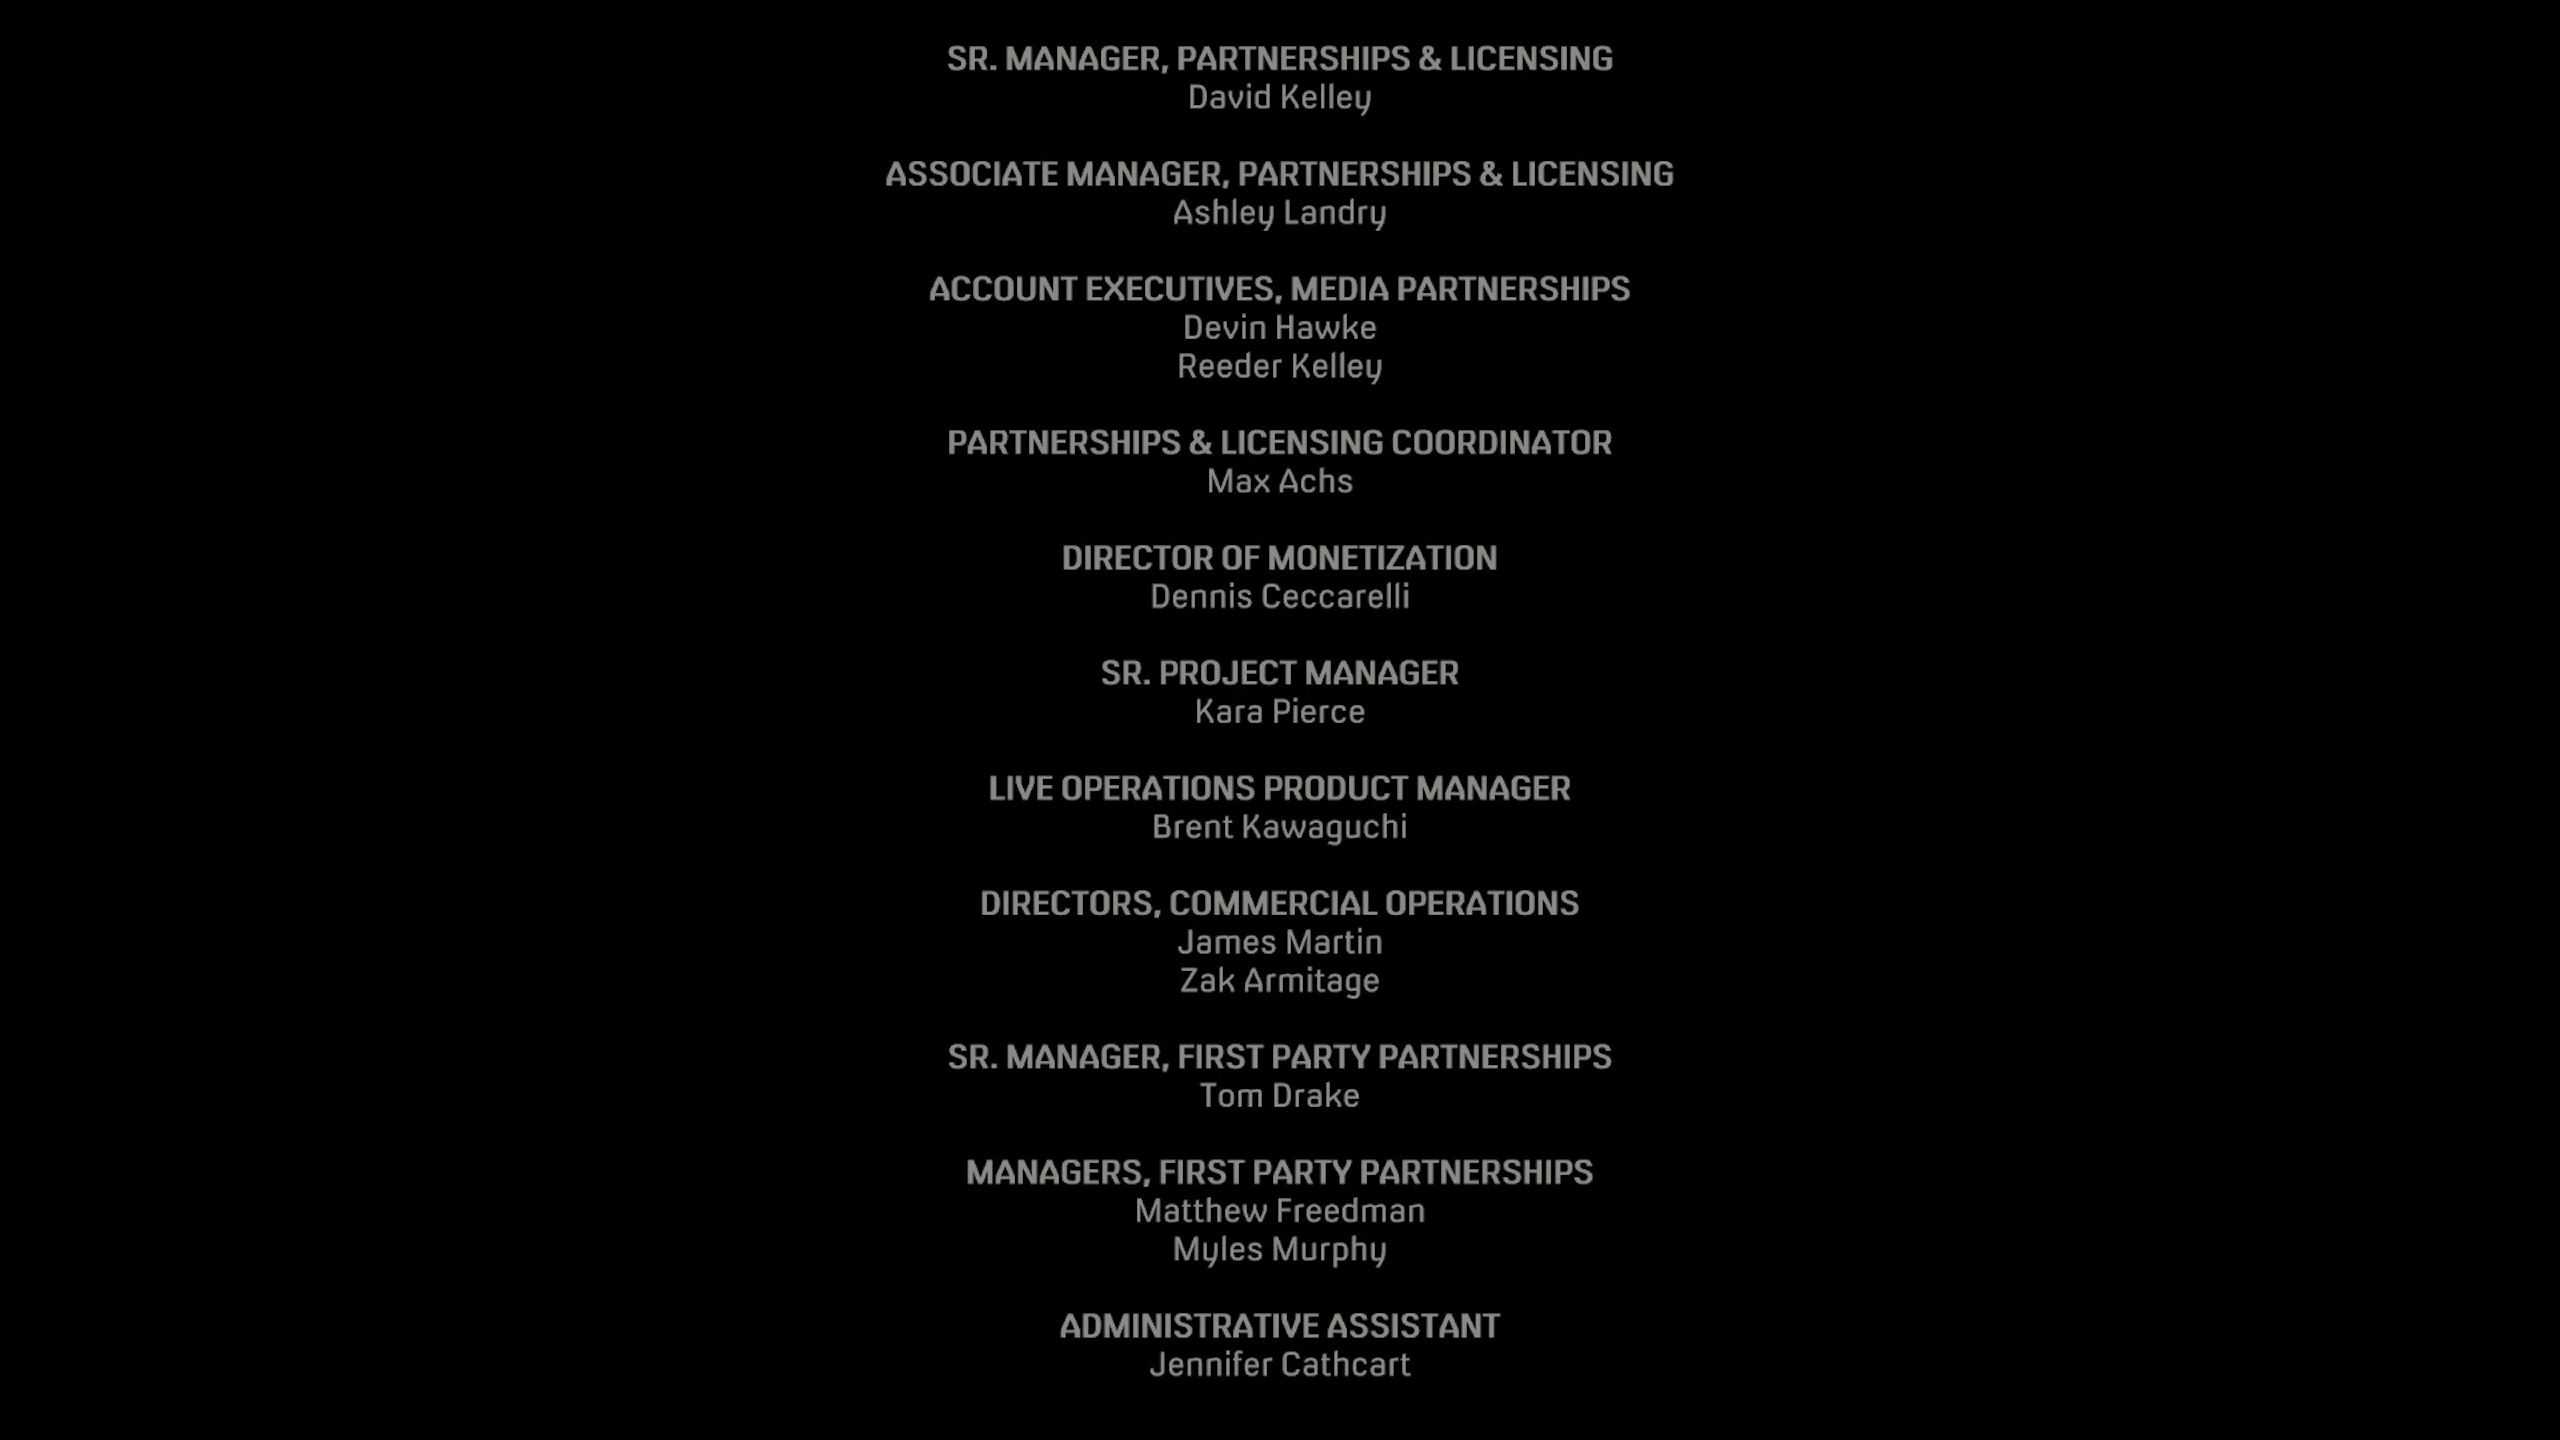 SR. MANAGER, PARTNERSHIPS & LICENSING
David Kelley
ASSOCIATE MANAGER, PARTNERSHIPS & LICENSING
Ashley Landry
ACCOUNT EXECUTIVES, MEDIA PARTNERSHIPS
Devin Hawke
Reeder Kelley
PARTNERSHIPS & LICENSING COORDINATOR
Max Achs
DIRECTOR OF MONETIZATION
Dennis Ceccarelli
SR. PROJECT MANAGER
Kara Pierce
LIVE OPERATIONS PRODUCT MANAGER
Brent Kawaguchi
DIRECTORS, COMMERCIAL OPERATIONS
James Martin
Zak Armitage
SR. MANAGER, FIRST PARTY PARTNERSHIPS
Tom Drake
MANAGERS, FIRST PARTY PARTNERSHIPS
Matthew Freedman
Myles Murphy
ADMINISTRATIVE ASSISTANT
Jennifer Cathcart